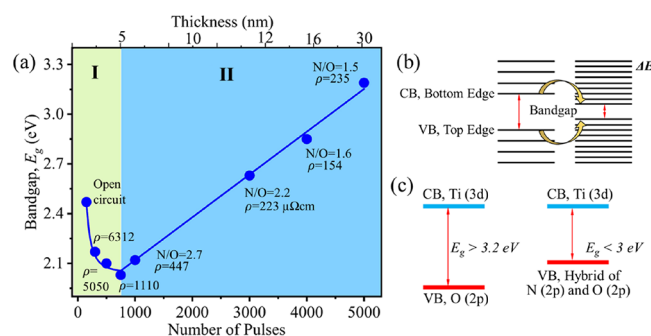 Thickness (nm)
5 11 12 16 30
(a)
I
II
N/O=1.5
ρ=235
N/O=1.6
ρ=154
N/O=2.2
ρ=223 μΩcm
Open
circuit
ρ=6312
ρ=
5050
N/O=2.7
ρ=447
ρ=1110
3.3
3.0
2.7
2.4
2.1
Bandgap, Eg (eV)
0 1000 2000 3000 4000 5000
Number of Pulses
(b)
ΔE
CB, Bottom Edge
Bandgap
VB, Top Edge
(c)
CB, Ti (3d)
CB, Ti (3d)
Eg > 3.2 eV
Eg < 3 eV
VB, O (2p)
VB, Hybrid of
N (2p) and O (2p)